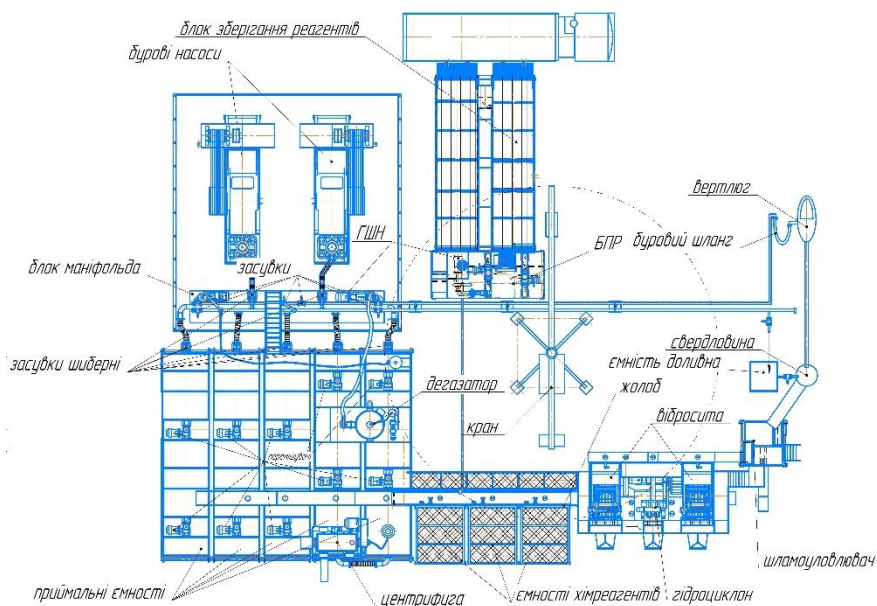 блок зберігання реагентів
бурові насоси
вертлюг
ГШН
БПР
буровий шланг
блок маніфольда
засувки
засувки шиберні
свердловина
ємність доливна
жолоб
дегазатор
кран
вібросита
перемішувачі
шламоуловлювач
приймальні ємності
центрифуга
ємності хімреагентів
гідроциклон